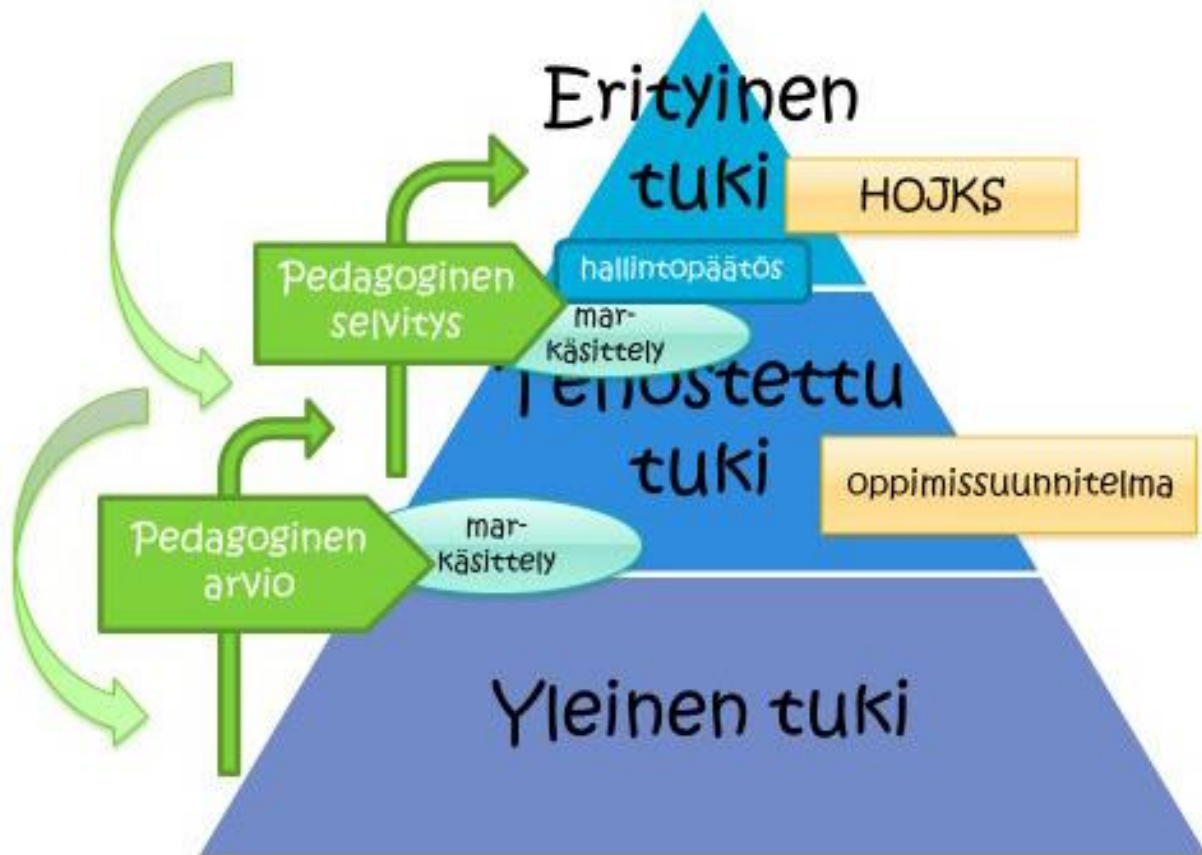 Erityinen
tuki
HOJKS
hallintopäätös
Pedagoginen
selvitys
mar-
käsittely
Tehostettu
tuki
oppimissuunnitelma
Pedagoginen
arvio
mar-
käsittely
Yleinen tuki